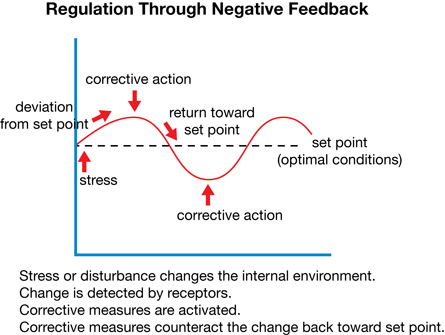 Regulation Through Negative Feedback
corrective action
deviation
from set point
return toward
set point
set point
(optimal conditions)
stress
corrective action
Stress or disturbance changes the internal environment.
Change is detected by receptors.
Corrective measures are activated.
Corrective measures counteract the change back toward set point.